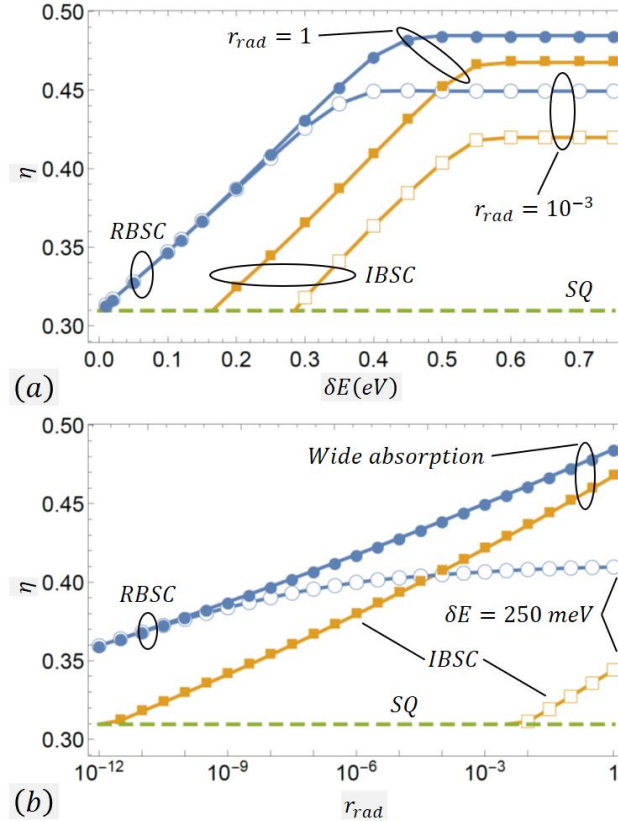 0.50
0.45
0.40
0.35
0.30
η
r_rad = 1
r_rad = 10⁻³
RBSC
IBSC
SQ
0.0 0.1 0.2 0.3 0.4 0.5 0.6 0.7
(a)
δE(eV)
0.50
0.45
0.40
0.35
0.30
η
Wide absorption
RBSC
δE = 250 meV
IBSC
SQ
10⁻¹² 10⁻⁹ 10⁻⁶ 10⁻³ 1
(b)
r_rad